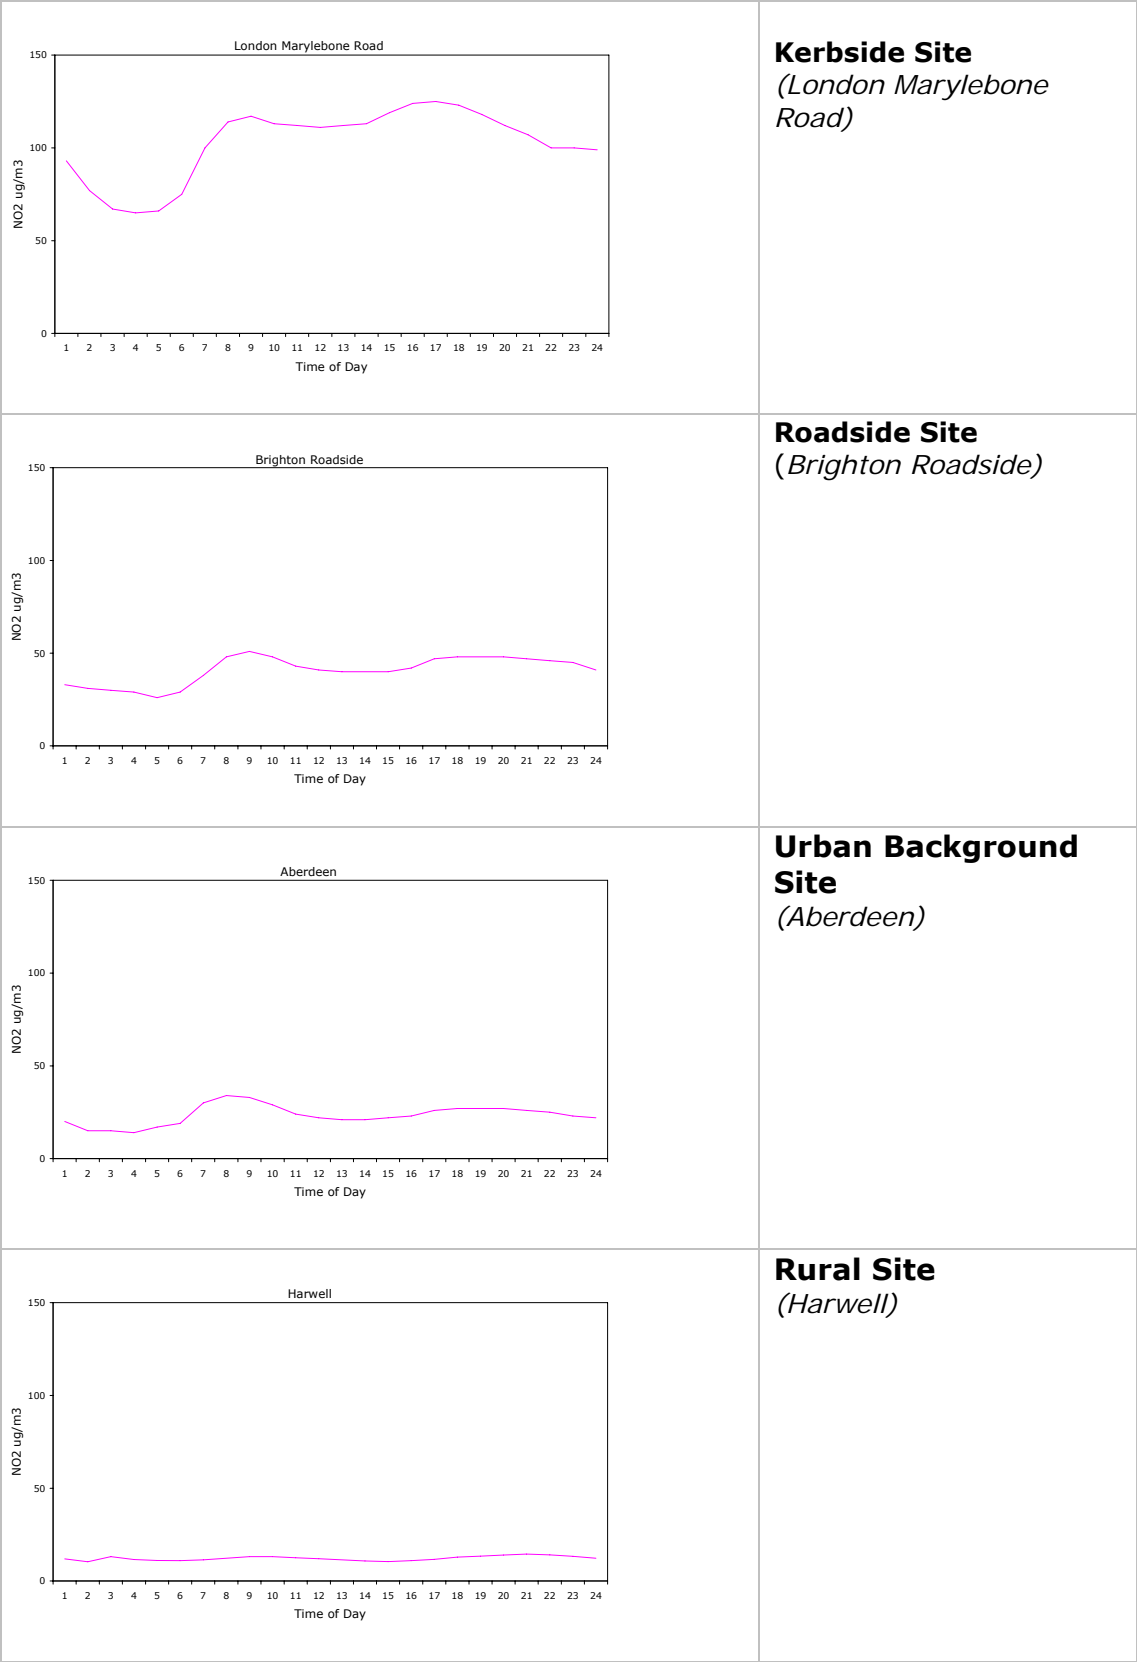 London Marylebone Road
150
100
50
0
NO2 ug/m3
1 2 3 4 5 6 7 8 9 10 11 12 13 14 15 16 17 18 19 20 21 22 23 24
Time of Day
Kerbside Site
(London Marylebone
Road)
Brighton Roadside
150
100
50
0
NO2 ug/m3
1 2 3 4 5 6 7 8 9 10 11 12 13 14 15 16 17 18 19 20 21 22 23 24
Time of Day
Roadside Site
(Brighton Roadside)
Aberdeen
150
100
50
0
NO2 ug/m3
1 2 3 4 5 6 7 8 9 10 11 12 13 14 15 16 17 18 19 20 21 22 23 24
Time of Day
Urban Background
Site
(Aberdeen)
Harwell
150
100
50
0
NO2 ug/m3
1 2 3 4 5 6 7 8 9 10 11 12 13 14 15 16 17 18 19 20 21 22 23 24
Time of Day
Rural Site
(Harwell)